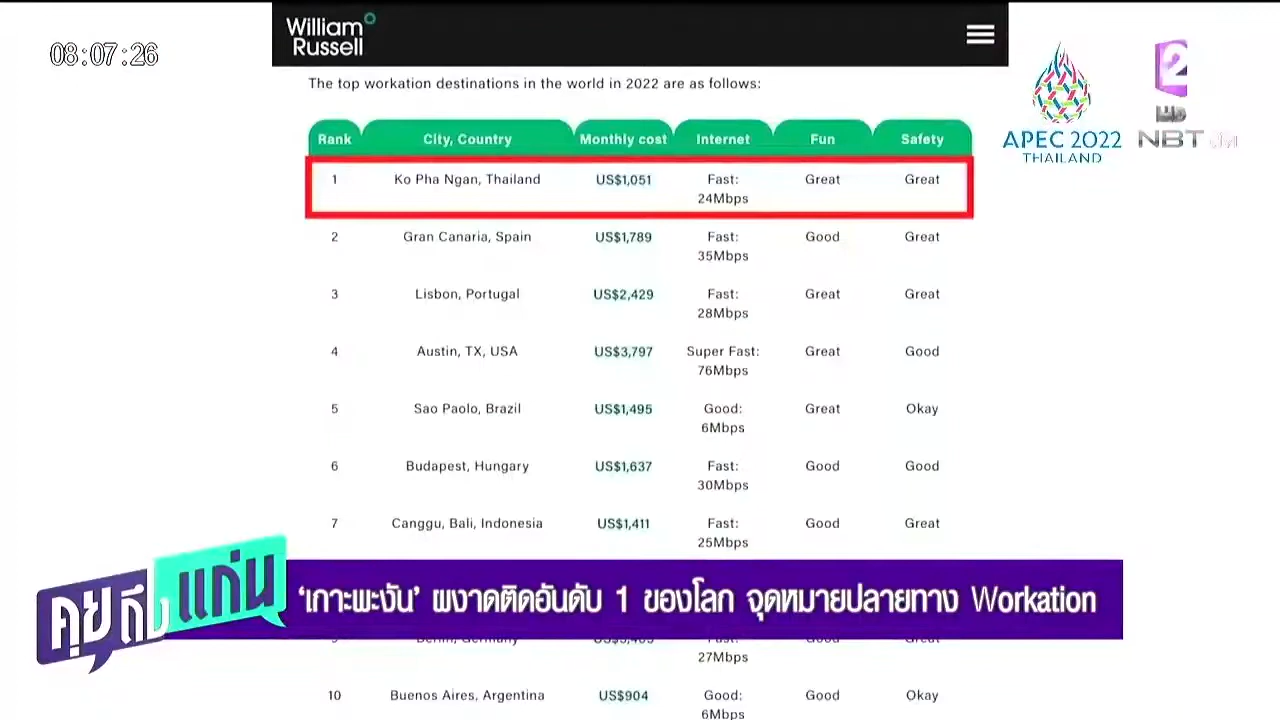 08:07:26
William
Russell
The top workation destinations in the world in 2022 are as follows:
Rank City, Country Monthly cost Internet Fun Safety
1 Ko Pha Ngan, Thailand US$1,051 Fast: 24Mbps Great Great
2 Gran Canaria, Spain US$1,789 Fast: 35Mbps Good Great
3 Lisbon, Portugal US$2,429 Fast: 28Mbps Great Great
4 Austin, TX, USA US$3,797 Super Fast: 76Mbps Great Good
5 Sao Paolo, Brazil US$1,495 Good: 6Mbps Great Okay
6 Budapest, Hungary US$1,637 Fast: 30Mbps Good Good
7 Canggu, Bali, Indonesia US$1,411 Fast: 25Mbps Good Great
27Mbps
10 Buenos Aires, Argentina US$904 Good: 6Mbps Good Okay
APEC 2022
THAILAND
2
NBT
คุยถึงแก่น
‘เกาะพะงัน’ ผงาดติดอันดับ 1 ของโลก จุดหมายปลายทาง Workation